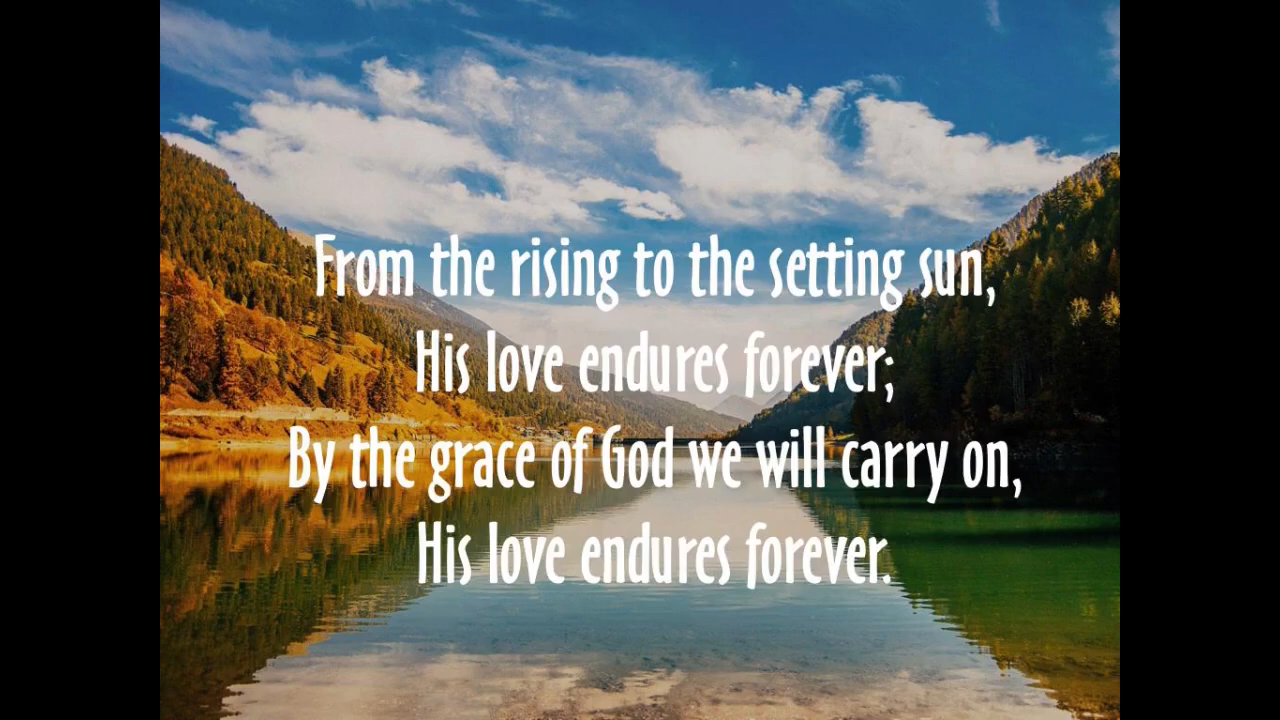 From the rising to the setting sun,
His love endures forever;
By the grace of God we will carry on,
His love endures forever.